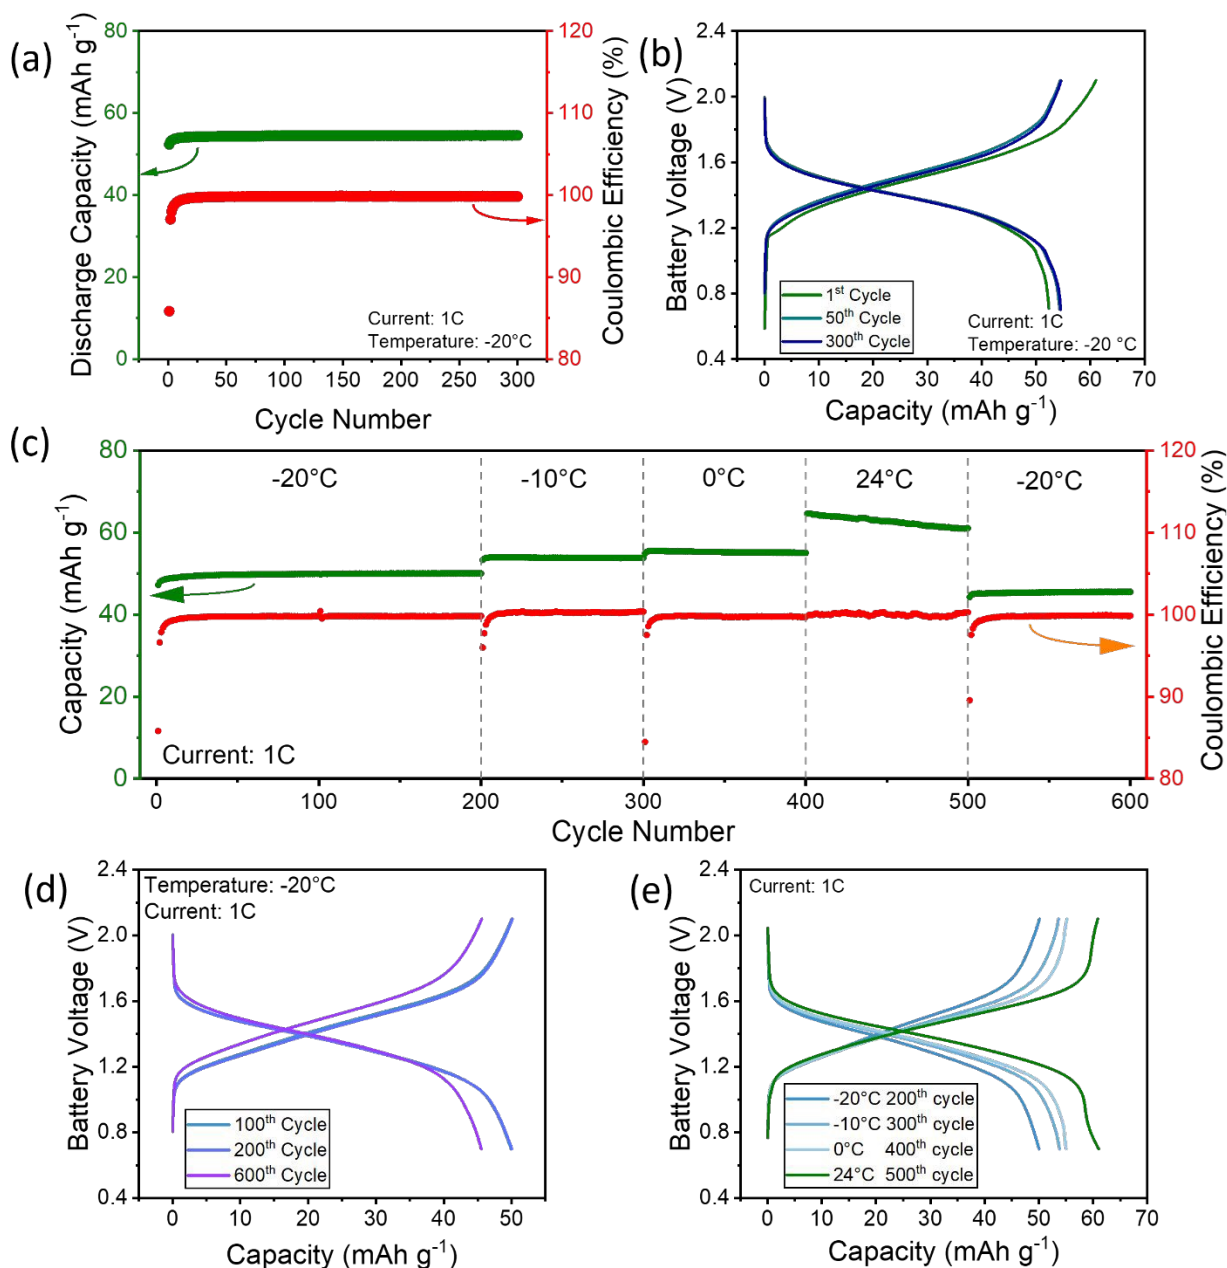 (a)
80
60
40
20
0
Discharge Capacity (mAh g⁻¹)
120
110
100
90
80
Coulombic Efficiency (%)
Current: 1C
Temperature: -20°C
0 50 100 150 200 250 300
Cycle Number
(b)
2.4
2.0
1.6
1.2
0.8
0.4
Battery Voltage (V)
1st Cycle
50th Cycle
300th Cycle
Current: 1C
Temperature: -20 °C
0 10 20 30 40 50 60 70
Capacity (mAh g⁻¹)
(c)
80
60
40
20
0
Capacity (mAh g⁻¹)
-20°C -10°C 0°C 24°C -20°C
120
110
100
90
80
Coulombic Efficiency (%)
Current: 1C
0 100 200 300 400 500 600
Cycle Number
(d)
2.4
2.0
1.6
1.2
0.8
0.4
Battery Voltage (V)
Temperature: -20°C
Current: 1C
100th Cycle
200th Cycle
600th Cycle
0 10 20 30 40 50
Capacity (mAh g⁻¹)
(e)
2.4
2.0
1.6
1.2
0.8
0.4
Battery Voltage (V)
Current: 1C
-20°C 200th cycle
-10°C 300th cycle
0°C 400th cycle
24°C 500th cycle
0 10 20 30 40 50 60 70
Capacity (mAh g⁻¹)